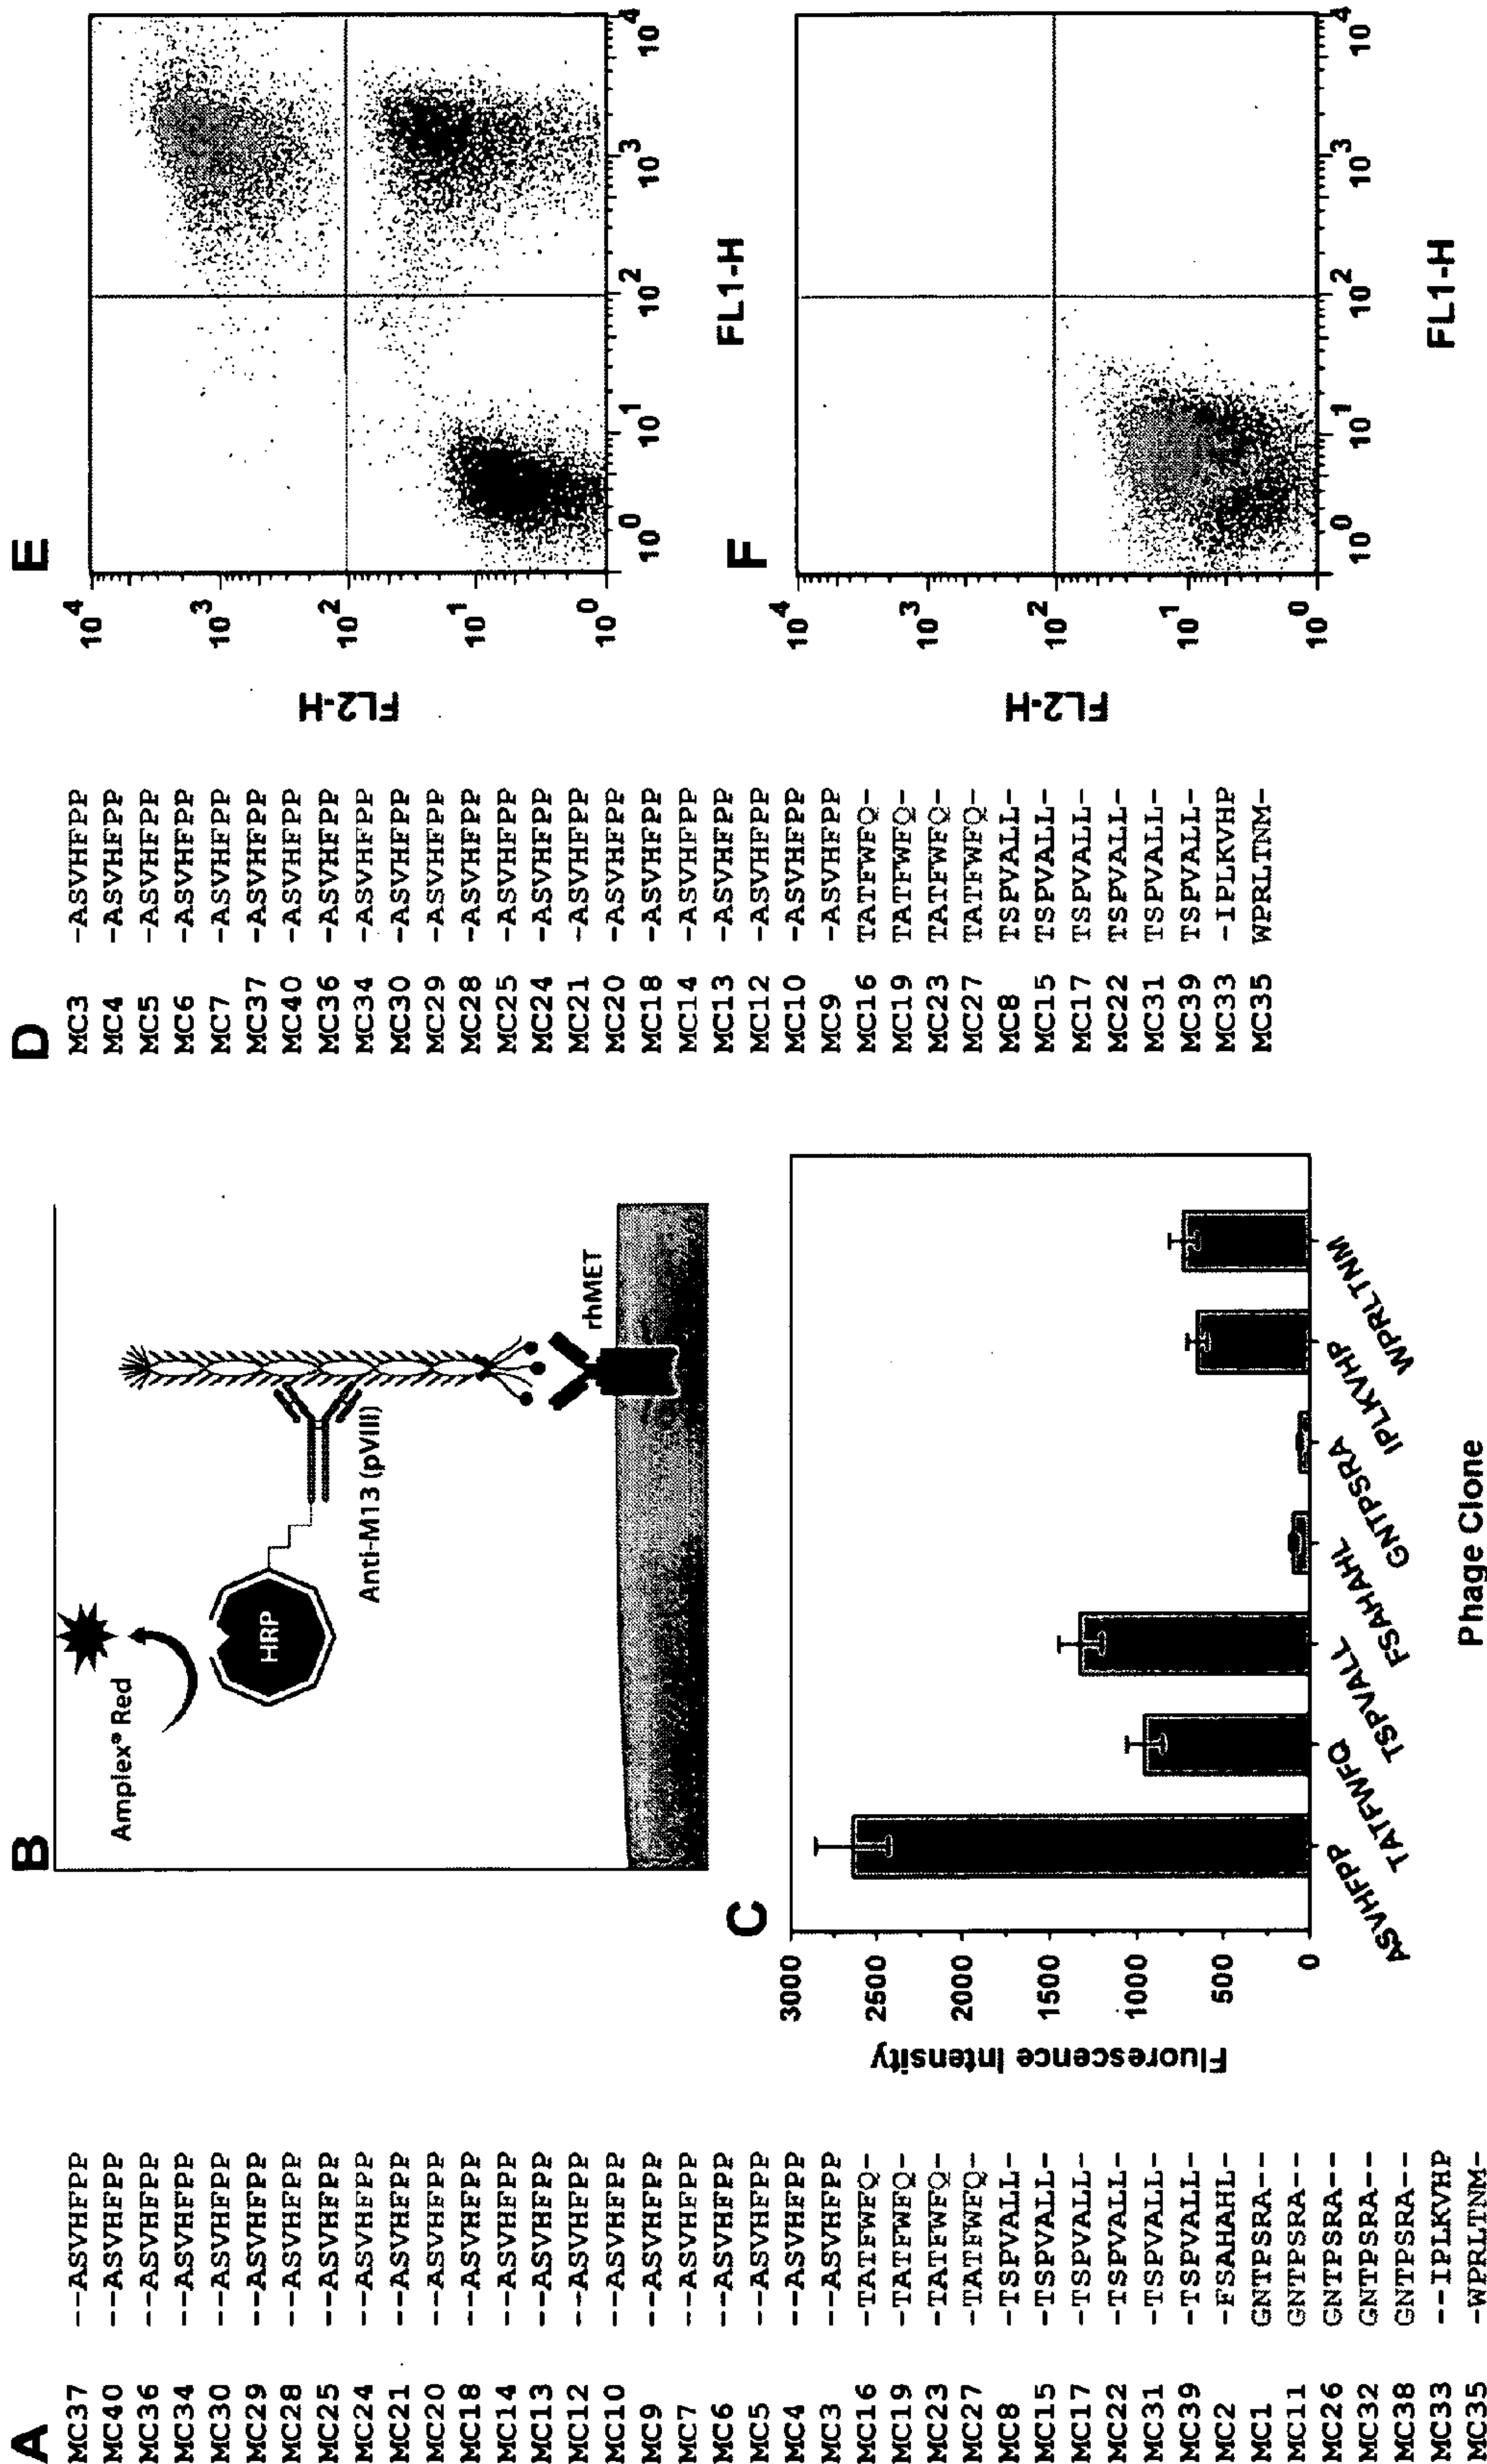 A
MC37 --ASVHFPP
MC40 --ASVHFPP
MC36 --ASVHFPP
MC34 --ASVHFPP
MC30 --ASVHFPP
MC29 --ASVHFPP
MC28 --ASVHFPP
MC25 --ASVHFPP
MC24 --ASVHFPP
MC21 --ASVHFPP
MC20 --ASVHFPP
MC18 --ASVHFPP
MC14 --ASVHFPP
MC13 --ASVHFPP
MC12 --ASVHFPP
MC10 --ASVHFPP
MC9 --ASVHFPP
MC7 --ASVHFPP
MC6 --ASVHFPP
MC5 --ASVHFPP
MC4 --ASVHFPP
MC3 --ASVHFPP
MC16 -TATFWFQ-
MC19 -TATFWFQ-
MC23 -TATFWFQ-
MC27 -TATFWFQ-
MC8 -TSPVALL-
MC15 -TSPVALL-
MC17 -TSPVALL-
MC22 -TSPVALL-
MC31 -TSPVALL-
MC39 -TSPVALL-
MC2 -FSAHAHL-
MC1 GNTPSRA--
MC11 GNTPSRA--
MC26 GNTPSRA--
MC32 GNTPSRA--
MC38 GNTPSRA--
MC33 --IPLKVHP
MC35 -WPRLTNM-
B
Amplex® Red
HRP
Anti-M13 (pVIII)
rhMET
C
Fluorescence Intensity
3000
2500
2000
1500
1000
500
0
ASVHFPP
TATFWFQ
TSPVALL
FSAHAHL
GNTPSRA
IPLKVHP
WPRLTNM
Phage Clone
D
MC3 -ASVHFPP
MC4 -ASVHFPP
MC5 -ASVHFPP
MC6 -ASVHFPP
MC7 -ASVHFPP
MC37 -ASVHFPP
MC40 -ASVHFPP
MC36 -ASVHFPP
MC34 -ASVHFPP
MC30 -ASVHFPP
MC29 -ASVHFPP
MC28 -ASVHFPP
MC25 -ASVHFPP
MC24 -ASVHFPP
MC21 -ASVHFPP
MC20 -ASVHFPP
MC18 -ASVHFPP
MC14 -ASVHFPP
MC13 -ASVHFPP
MC12 -ASVHFPP
MC10 -ASVHFPP
MC9 -ASVHFPP
MC16 TATFWFQ-
MC19 TATFWFQ-
MC23 TATFWFQ-
MC27 TATFWFQ-
MC8 TSPVALL-
MC15 TSPVALL-
MC17 TSPVALL-
MC22 TSPVALL-
MC31 TSPVALL-
MC39 TSPVALL-
MC33 -IPLKVHP
MC35 WPRLTNM-
E
FL2-H
10⁴
10³
10²
10¹
10⁰
10⁰ 10¹ 10² 10³ 10⁴
FL1-H
F
FL2-H
10⁴
10³
10²
10¹
10⁰
10⁰ 10¹ 10² 10³ 10⁴
FL1-H